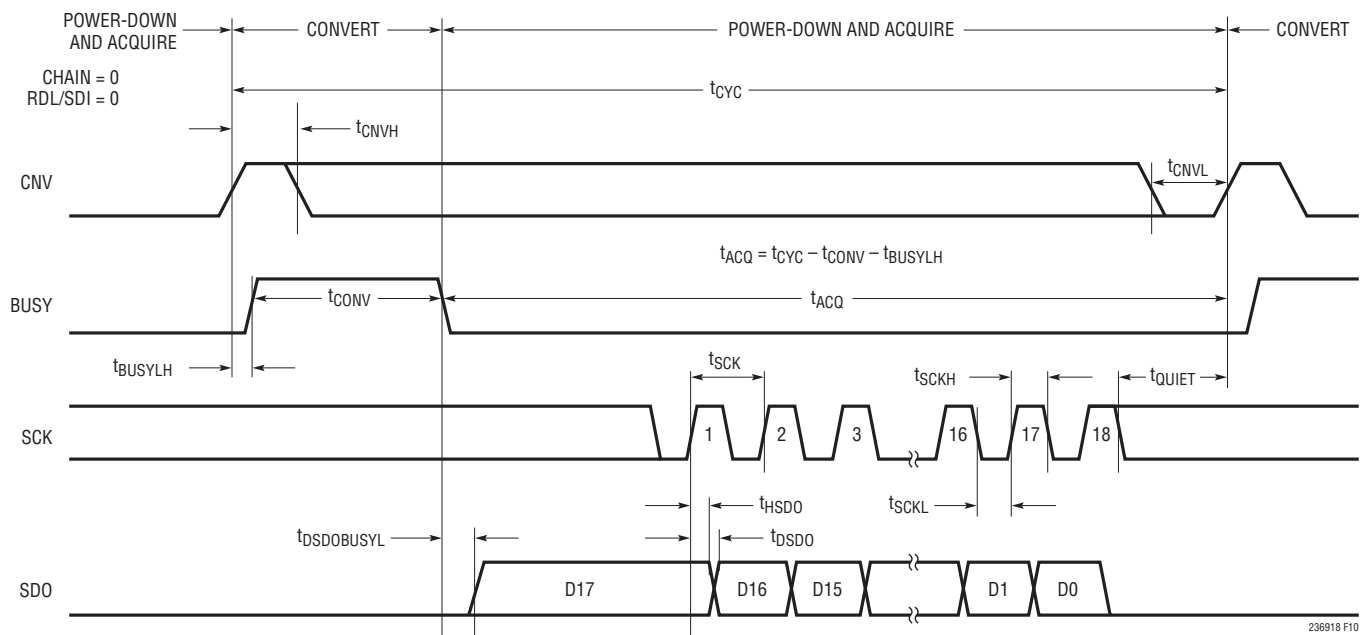 POWER-DOWN
AND ACQUIRE
CONVERT
POWER-DOWN AND ACQUIRE
CONVERT
CHAIN = 0
RDL/SDI = 0
tCYC
tCNVH
CNV
tCNVL
tACQ = tCYC – tCONV – tBUSYLH
BUSY
tCONV
tACQ
tBUSYLH
tSCK
tSCKH
tQUIET
SCK
1
2
3
16
17
18
tHSDO
tSCKL
tDSDOBUSYL
tDSDO
SDO
D17
D16
D15
D1
D0
236918 F10